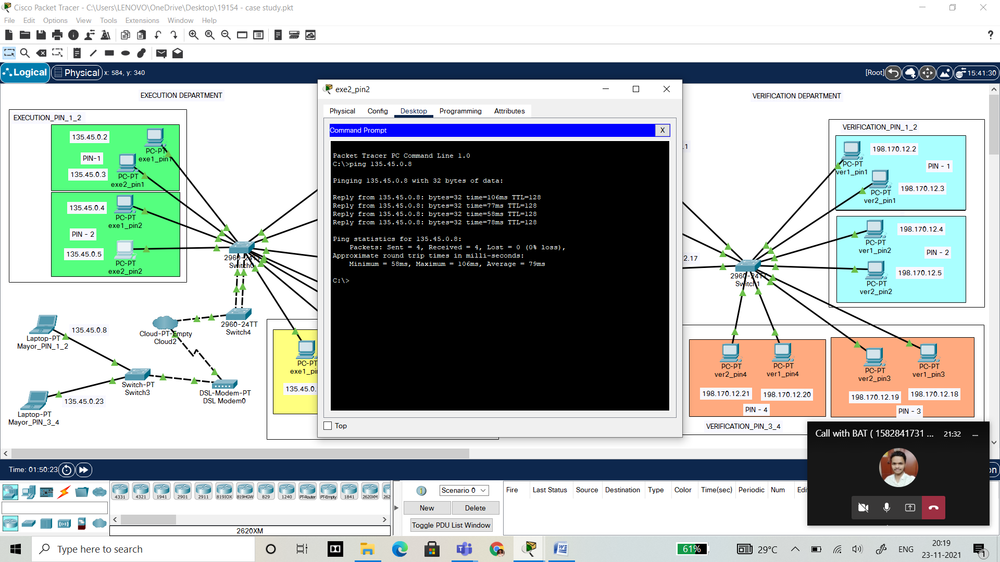 Cisco Packet Tracer - C:\Users\LENOVO\OneDrive\Desktop\19154 - case study.pkt
File Edit Options View Tools Extensions Window Help
?
Logical
Physical
x: 584, y: 340
[Root]
15:41:30
EXECUTION DEPARTMENT
EXECUTION_PIN_1_2
135.45.0.2
PC-PT
exe1_pin1
PIN-1
135.45.0.3
PC-PT
exe2_pin1
135.45.0.4
PC-PT
exe1_pin2
PIN - 2
135.45.0.5
PC-PT
exe2_pin2
2960-24TT
Switch0
2960-24TT
Switch4
Cloud-PT-Empty
Cloud2
135.45.0.8
Laptop-PT
Mayor_PIN_1_2
Switch-PT
Switch3
DSL-Modem-PT
DSL Modem0
135.45.0.23
Laptop-PT
Mayor_PIN_3_4
PC-PT
exe1_pi
135.45.0.
exe2_pin2
Physical Config Desktop Programming Attributes
Command Prompt
X
Packet Tracer PC Command Line 1.0
C:\>ping 135.45.0.8
Pinging 135.45.0.8 with 32 bytes of data:
Reply from 135.45.0.8: bytes=32 time=106ms TTL=128
Reply from 135.45.0.8: bytes=32 time=77ms TTL=128
Reply from 135.45.0.8: bytes=32 time=58ms TTL=128
Reply from 135.45.0.8: bytes=32 time=78ms TTL=128
Ping statistics for 135.45.0.8:
Packets: Sent = 4, Received = 4, Lost = 0 (0% loss),
Approximate round trip times in milli-seconds:
Minimum = 58ms, Maximum = 106ms, Average = 79ms
C:\>
Top
VERIFICATION DEPARTMENT
.1
VERIFICATION_PIN_1_2
198.170.12.2
PC-PT
ver1_pin1
PIN - 1
198.170.12.3
PC-PT
ver2_pin1
198.170.12.4
PC-PT
ver1_pin2
PIN - 2
198.170.12.5
PC-PT
ver2_pin2
2.17
2960-24TT
Switch1
PC-PT
ver2_pin4
PC-PT
ver1_pin4
198.170.12.21
198.170.12.20
PIN - 4
PC-PT
ver2_pin3
PC-PT
ver1_pin3
198.170.12.19
198.170.12.18
PIN - 3
VERIFICATION_PIN_3_4
Call with BAT ( 1582841731 ...
21:32
Time: 01:50:23
on
4331 4321 1941 2901 2911 819IOX 819HGW 829 1240 PT-Router PT-Empty 1841 2620XM 262
2620XM
Scenario 0
New
Delete
Toggle PDU List Window
Fire Last Status Source Destination Type Color Time(sec) Periodic Num Edi
Type here to search
61%
29°C
ENG
20:19
23-11-2021
1